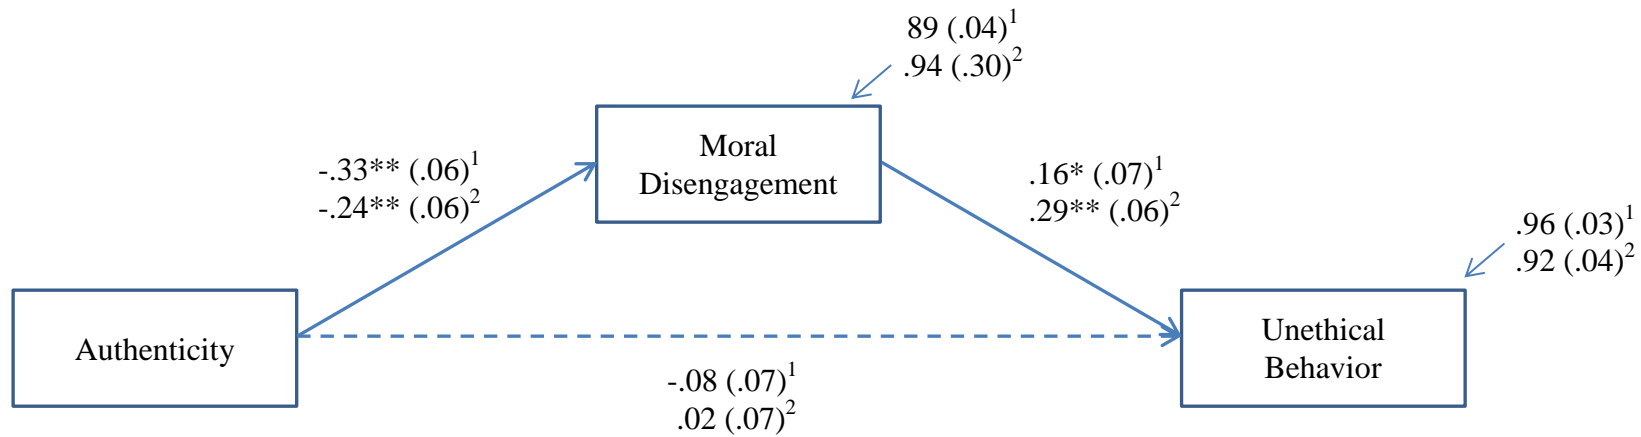 89 (.04)¹
.94 (.30)²
Moral
Disengagement
-.33** (.06)¹
-.24** (.06)²
.16* (.07)¹
.29** (.06)²
.96 (.03)¹
.92 (.04)²
Authenticity
Unethical
Behavior
-.08 (.07)¹
.02 (.07)²